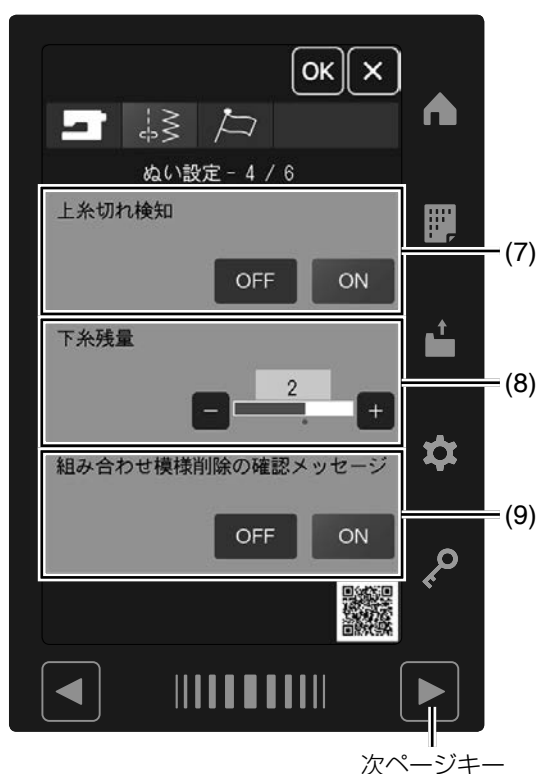 OK ×
ぬい設定 - 4 / 6
上糸切れ検知
OFF ON
(7)
下糸残量
2
− +
(8)
組み合わせ模様削除の確認メッセージ
OFF ON
(9)
次ページキー